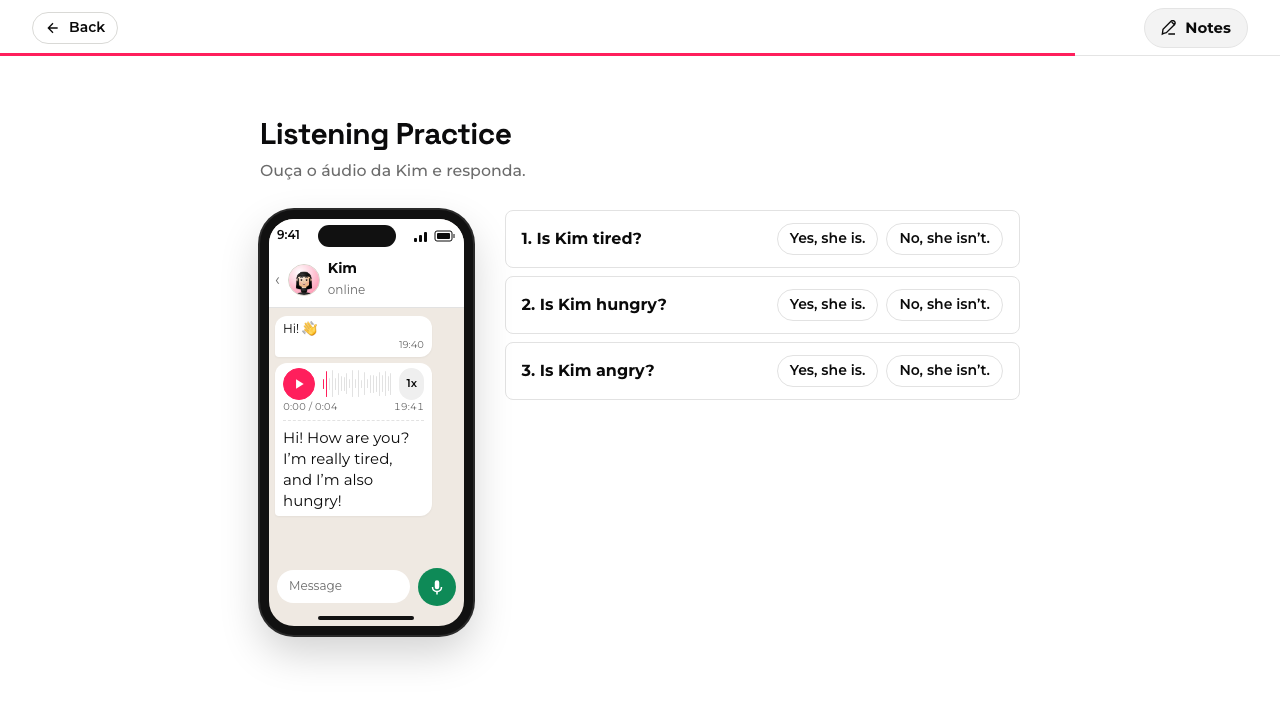 Back
Notes
Listening Practice
Ouça o áudio da Kim e responda.
9:41
Kim
online
Hi! 👋
19:40
1x
0:00 / 0:04
19:41
Hi! How are you?
I’m really tired,
and I’m also
hungry!
Message
1. Is Kim tired?
Yes, she is.
No, she isn’t.
2. Is Kim hungry?
Yes, she is.
No, she isn’t.
3. Is Kim angry?
Yes, she is.
No, she isn’t.